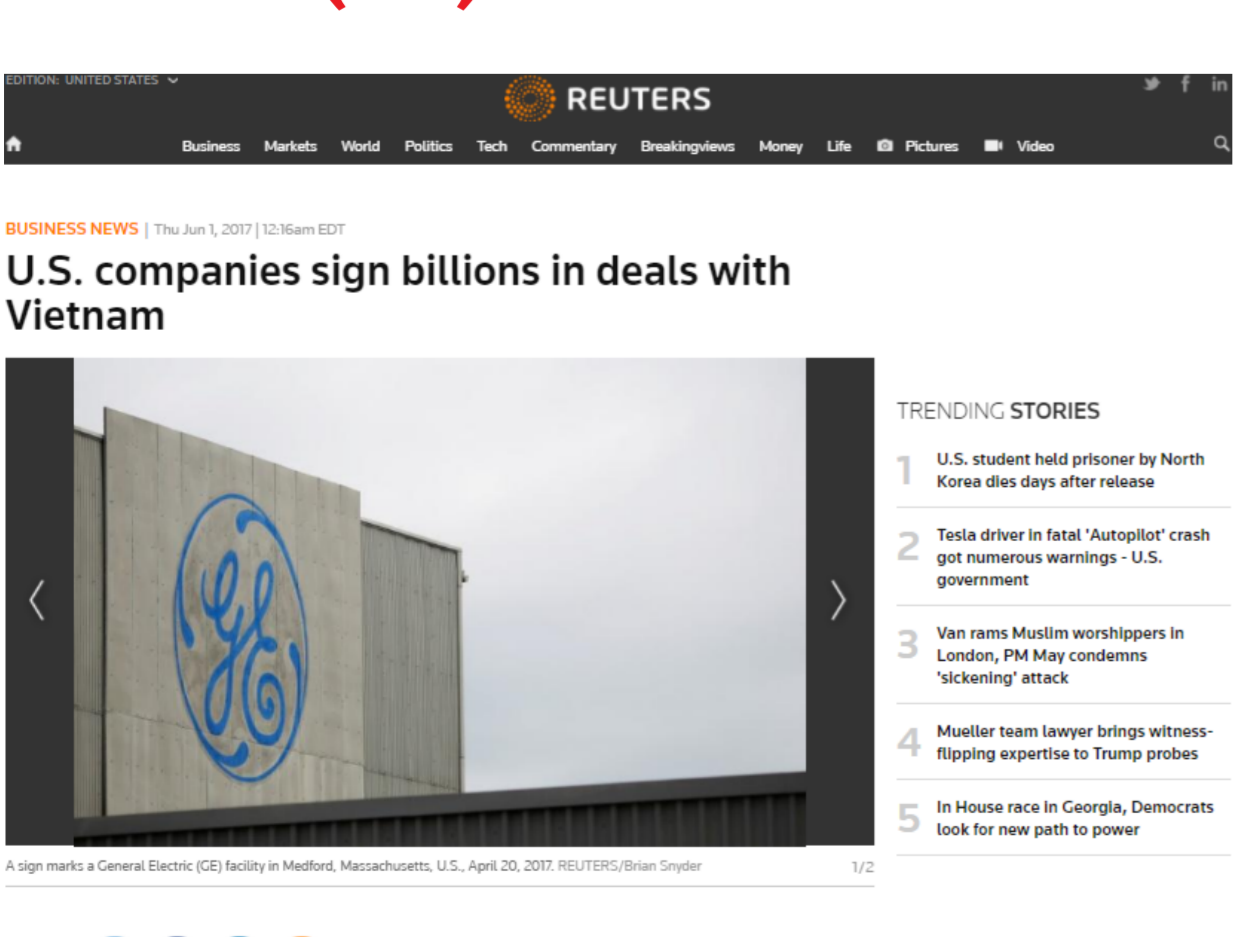 EDITION: UNITED STATES
REUTERS
f in
Business Markets World Politics Tech Commentary Breakingviews Money Life Pictures Video
BUSINESS NEWS | Thu Jun 1, 2017 | 12:16am EDT
U.S. companies sign billions in deals with
Vietnam
GE
A sign marks a General Electric (GE) facility in Medford, Massachusetts, U.S., April 20, 2017. REUTERS/Brian Snyder 1/2
TRENDING STORIES
1 U.S. student held prisoner by North
Korea dies days after release
2 Tesla driver in fatal 'Autopilot' crash
got numerous warnings - U.S.
government
3 Van rams Muslim worshippers in
London, PM May condemns
'sickening' attack
4 Mueller team lawyer brings witness-
flipping expertise to Trump probes
5 In House race in Georgia, Democrats
look for new path to power